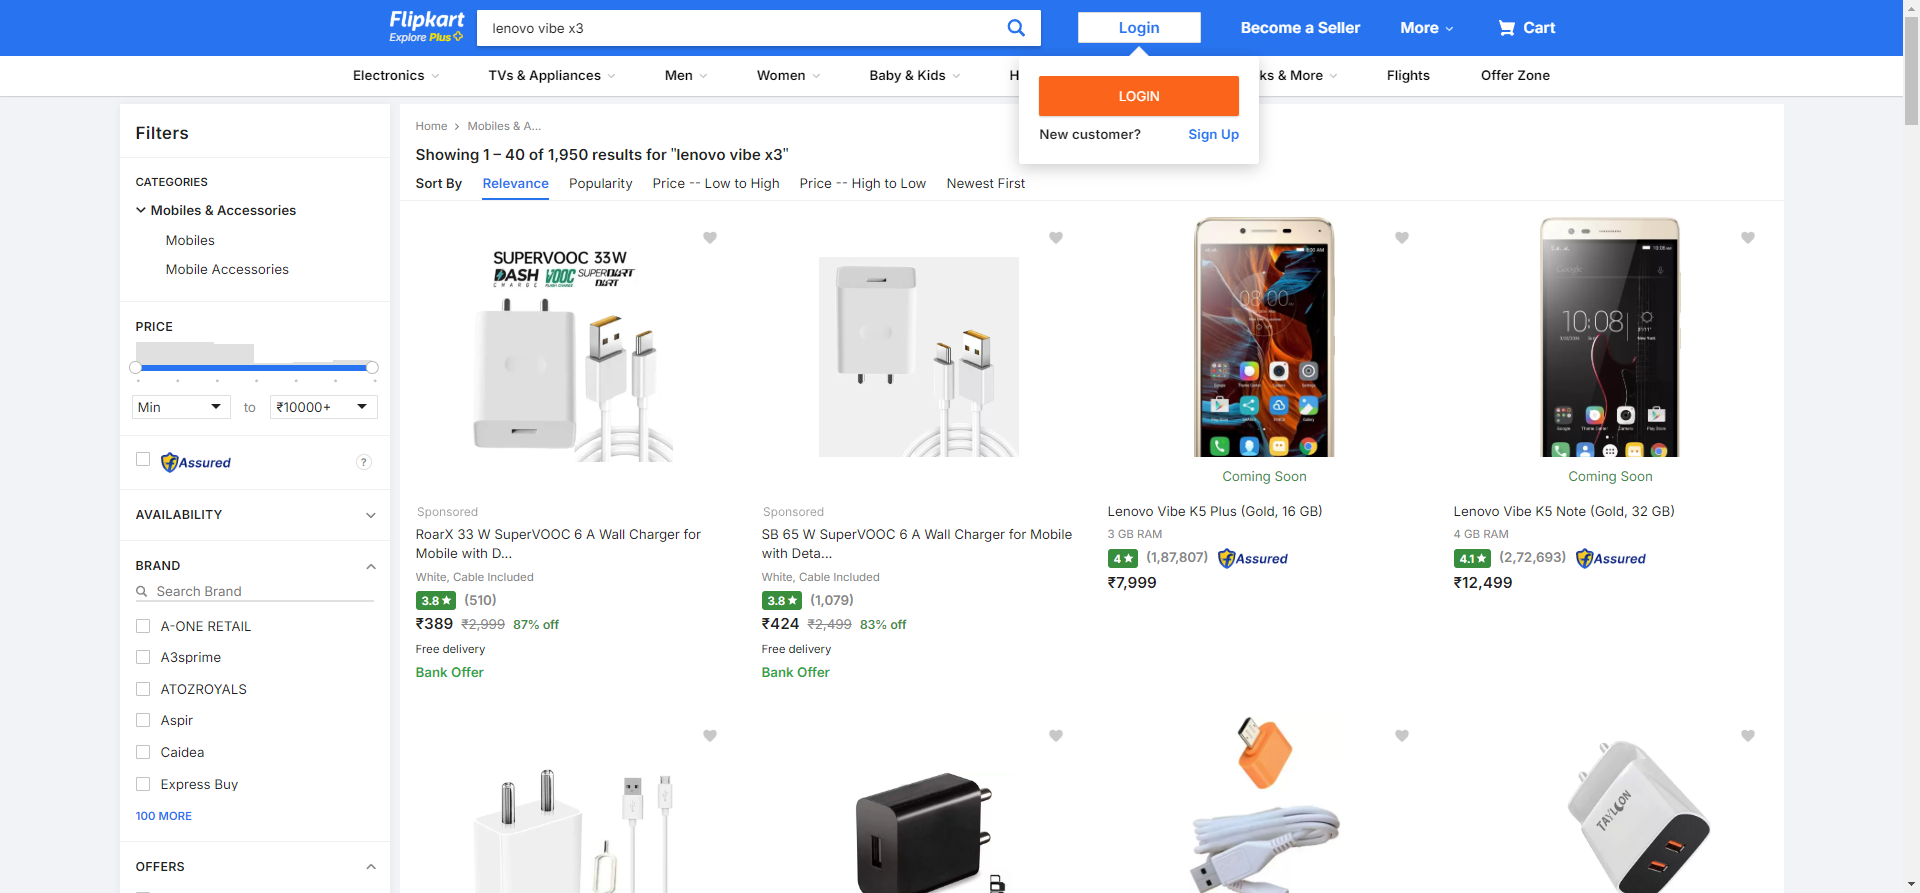 Flipkart
Explore Plus
lenovo vibe x3
Login
Become a Seller
More
Cart
Electronics
TVs & Appliances
Men
Women
Baby & Kids
H
ks & More
Flights
Offer Zone
LOGIN
New customer?
Sign Up
Filters
CATEGORIES
Mobiles & Accessories
Mobiles
Mobile Accessories
PRICE
Min
to
₹10000+
Assured
?
AVAILABILITY
BRAND
Search Brand
A-ONE RETAIL
A3sprime
ATOZROYALS
Aspir
Caidea
Express Buy
100 MORE
OFFERS
Home
Mobiles & A...
Showing 1 – 40 of 1,950 results for "lenovo vibe x3"
Sort By
Relevance
Popularity
Price -- Low to High
Price -- High to Low
Newest First
SUPERVOOC 33W
DASH
CHARGE
VOOC
FLASH CHARGE
SUPERDART
DART
Sponsored
RoarX 33 W SuperVOOC 6 A Wall Charger for
Mobile with D...
White, Cable Included
3.8
(510)
₹389
₹2,999
87% off
Free delivery
Bank Offer
Sponsored
SB 65 W SuperVOOC 6 A Wall Charger for Mobile
with Deta...
White, Cable Included
3.8
(1,079)
₹424
₹2,499
83% off
Free delivery
Bank Offer
08:00
Coming Soon
Lenovo Vibe K5 Plus (Gold, 16 GB)
3 GB RAM
4
(1,87,807)
Assured
₹7,999
Google
10:08
Coming Soon
Lenovo Vibe K5 Note (Gold, 32 GB)
4 GB RAM
4.1
(2,72,693)
Assured
₹12,499
TAYLOON